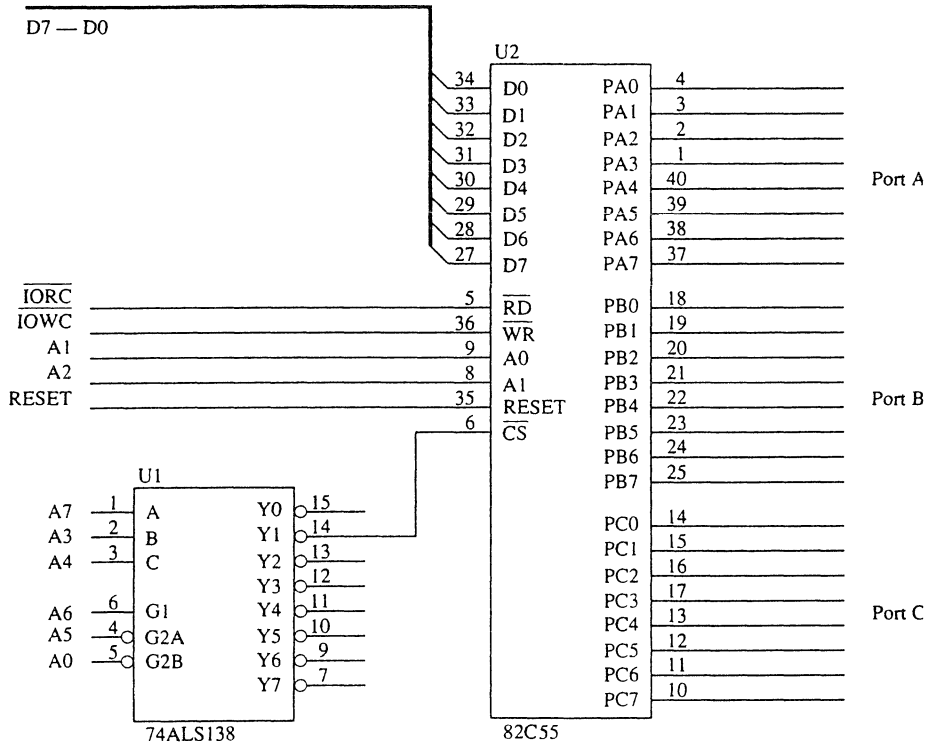 D7 — D0
U2
34 D0 PA0 4
33 D1 PA1 3
32 D2 PA2 2
31 D3 PA3 1
30 D4 PA4 40
Port A
29 D5 PA5 39
28 D6 PA6 38
27 D7 PA7 37
IORC 5 RD PB0 18
IOWC 36 WR PB1 19
A1 9 A0 PB2 20
A2 8 A1 PB3 21
RESET 35 RESET PB4 22
Port B
6 CS PB5 23
PB6 24
PB7 25
U1
A7 1 A Y0 15
A3 2 B Y1 14
A4 3 C Y2 13
Y3 12
A6 6 G1 Y4 11
A5 4 G2A Y5 10
A0 5 G2B Y6 9
Y7 7
74ALS138
PC0 14
PC1 15
PC2 16
PC3 17
PC4 13
Port C
PC5 12
PC6 11
PC7 10
82C55